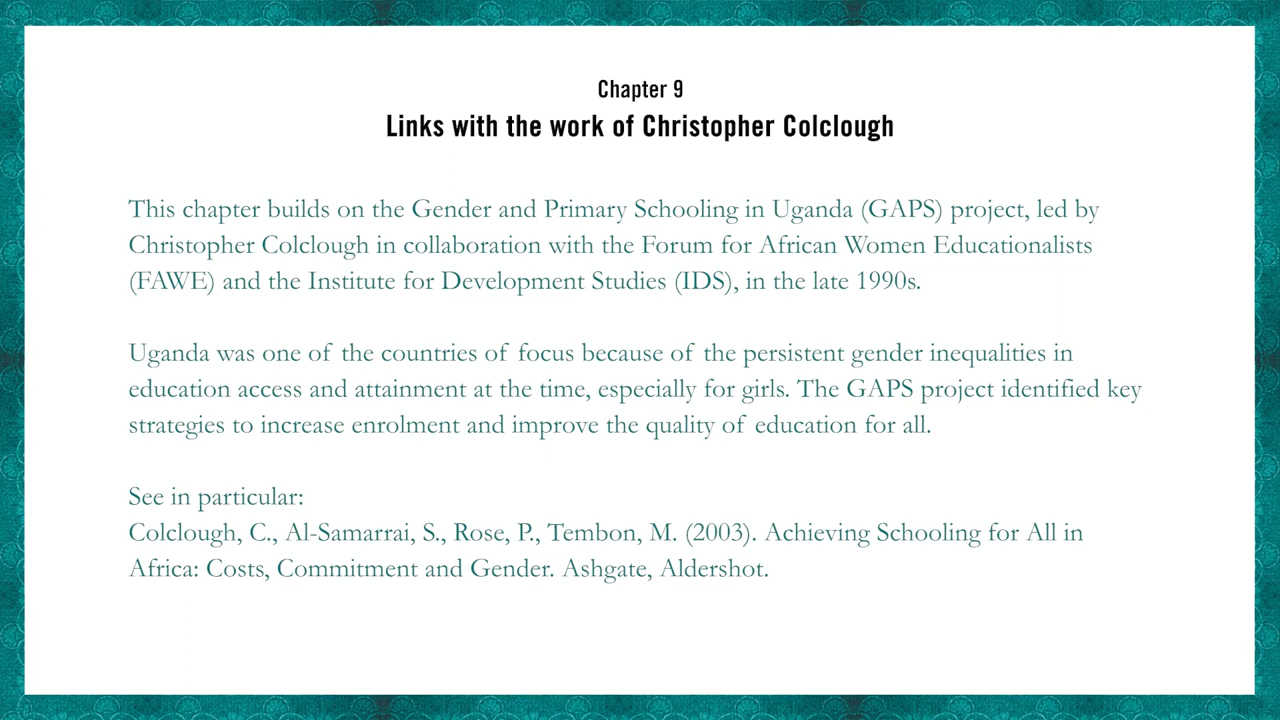 Chapter 9
Links with the work of Christopher Colclough
This chapter builds on the Gender and Primary Schooling in Uganda (GAPS) project, led by
Christopher Colclough in collaboration with the Forum for African Women Educationalists
(FAWE) and the Institute for Development Studies (IDS), in the late 1990s.
Uganda was one of the countries of focus because of the persistent gender inequalities in
education access and attainment at the time, especially for girls. The GAPS project identified key
strategies to increase enrolment and improve the quality of education for all.
See in particular:
Colclough, C., Al-Samarrai, S., Rose, P., Tembon, M. (2003). Achieving Schooling for All in
Africa: Costs, Commitment and Gender. Ashgate, Aldershot.